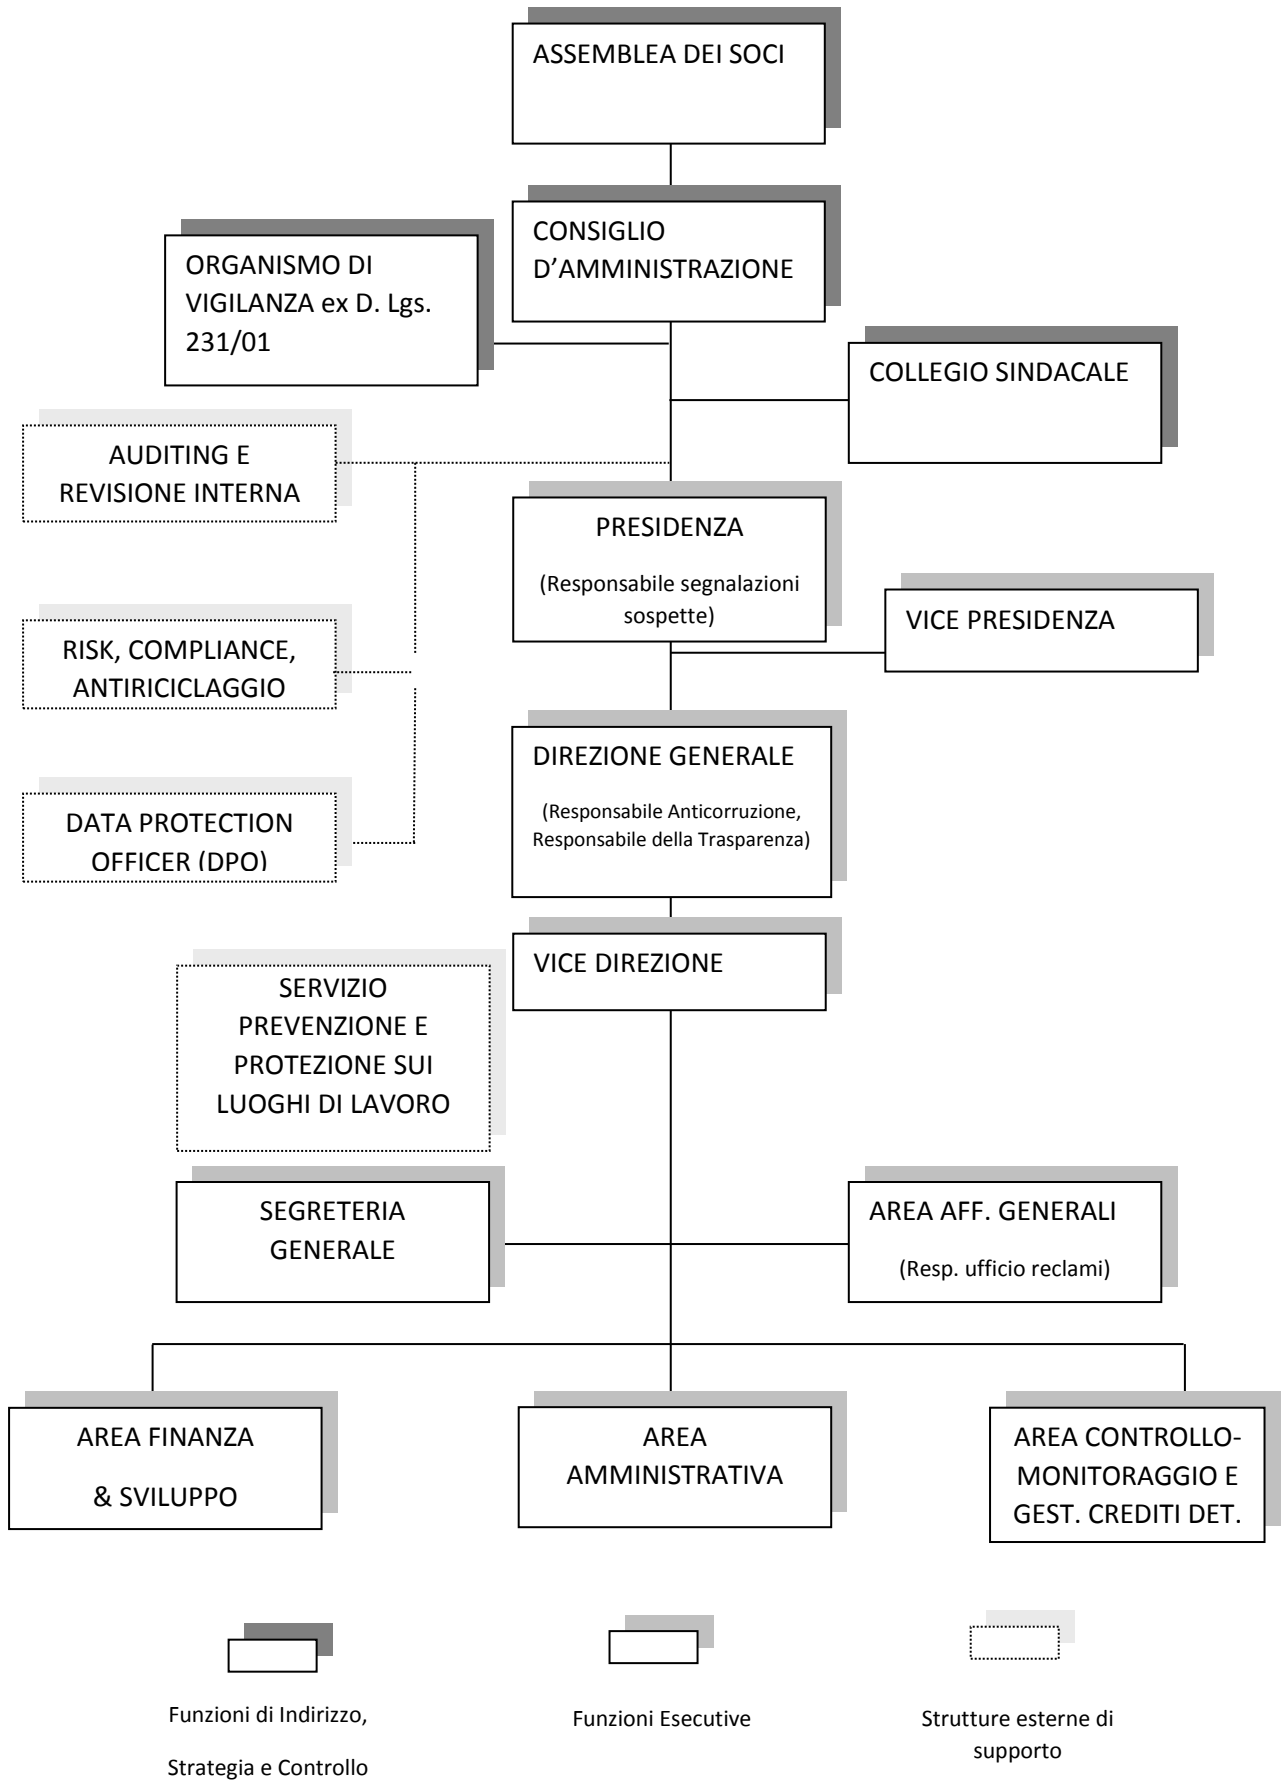 ASSEMBLEA DEI SOCI
CONSIGLIO
D’AMMINISTRAZIONE
ORGANISMO DI
VIGILANZA ex D. Lgs.
231/01
COLLEGIO SINDACALE
AUDITING E
REVISIONE INTERNA
PRESIDENZA
(Responsabile segnalazioni
sospette)
VICE PRESIDENZA
RISK, COMPLIANCE,
ANTIRICICLAGGIO
DIREZIONE GENERALE
(Responsabile Anticorruzione,
Responsabile della Trasparenza)
DATA PROTECTION
OFFICER (DPO)
VICE DIREZIONE
SERVIZIO
PREVENZIONE E
PROTEZIONE SUI
LUOGHI DI LAVORO
SEGRETERIA
GENERALE
AREA AFF. GENERALI
(Resp. ufficio reclami)
AREA FINANZA
& SVILUPPO
AREA
AMMINISTRATIVA
AREA CONTROLLO-
MONITORAGGIO E
GEST. CREDITI DET.
Funzioni di Indirizzo,
Strategia e Controllo
Funzioni Esecutive
Strutture esterne di
supporto